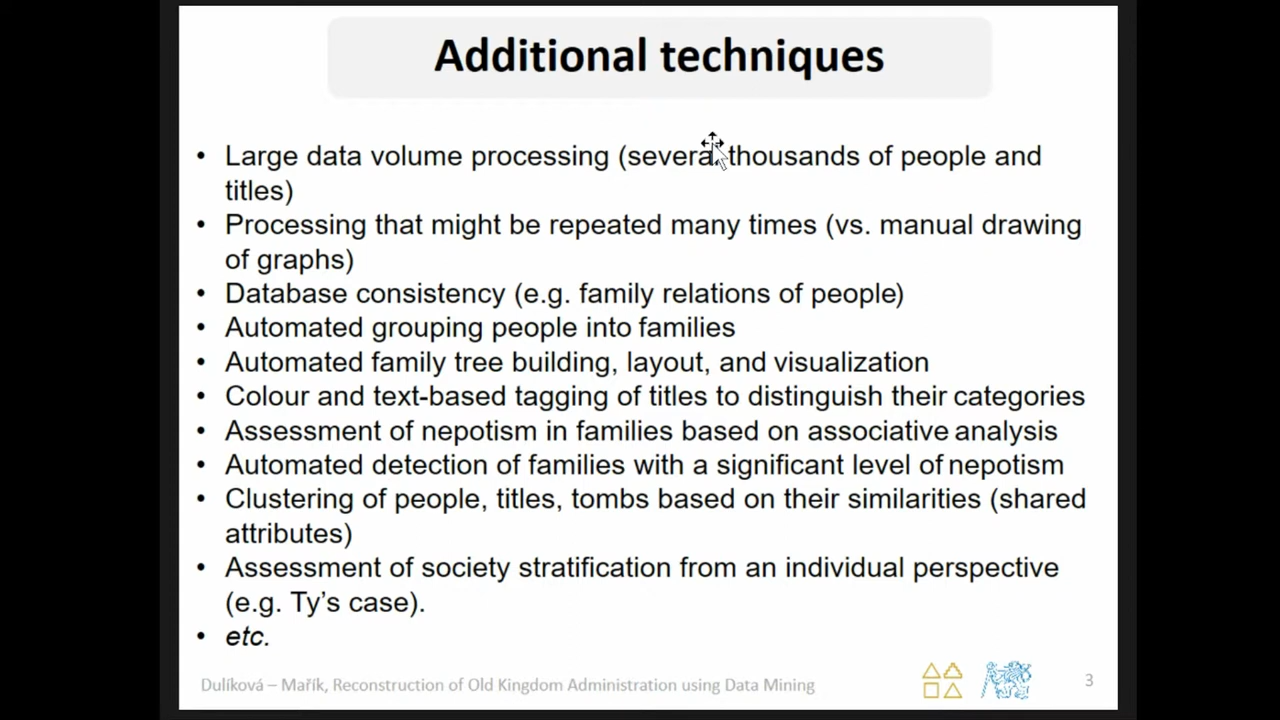 Additional techniques
• Large data volume processing (several thousands of people and
titles)
• Processing that might be repeated many times (vs. manual drawing
of graphs)
• Database consistency (e.g. family relations of people)
• Automated grouping people into families
• Automated family tree building, layout, and visualization
• Colour and text-based tagging of titles to distinguish their categories
• Assessment of nepotism in families based on associative analysis
• Automated detection of families with a significant level of nepotism
• Clustering of people, titles, tombs based on their similarities (shared
attributes)
• Assessment of society stratification from an individual perspective
(e.g. Ty’s case).
• etc.
Dulíková – Mařík, Reconstruction of Old Kingdom Administration using Data Mining
3